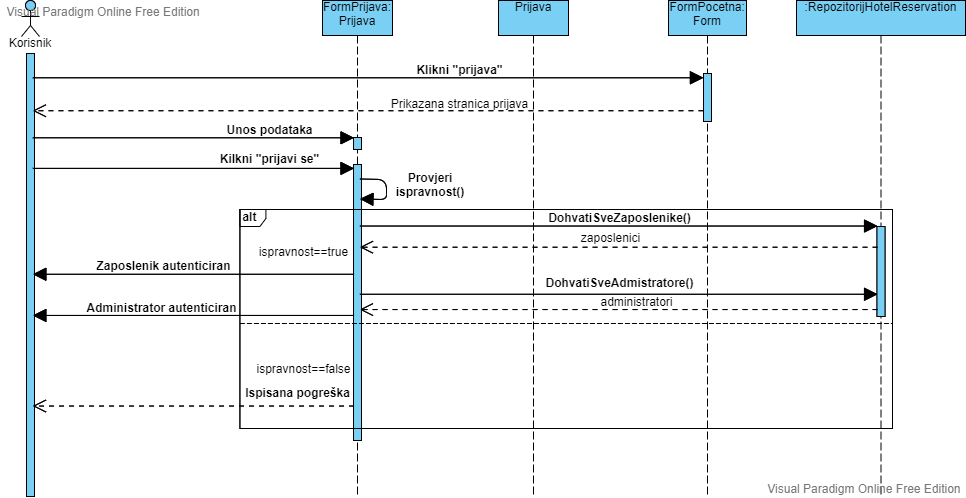 Visual Paradigm Online Free Edition
Korisnik
FormPrijava:
Prijava
Prijava
FormPocetna:
Form
:RepozitorijHotelReservation
Klikni "prijava"
Prikazana stranica prijava
Unos podataka
Kilkni "prijavi se"
Provjeri
ispravnost()
alt
DohvatiSveZaposlenike()
zaposlenici
ispravnost==true
Zaposlenik autenticiran
DohvatiSveAdmistratore()
administratori
Administrator autenticiran
ispravnost==false
Ispisana pogreška
Visual Paradigm Online Free Edition